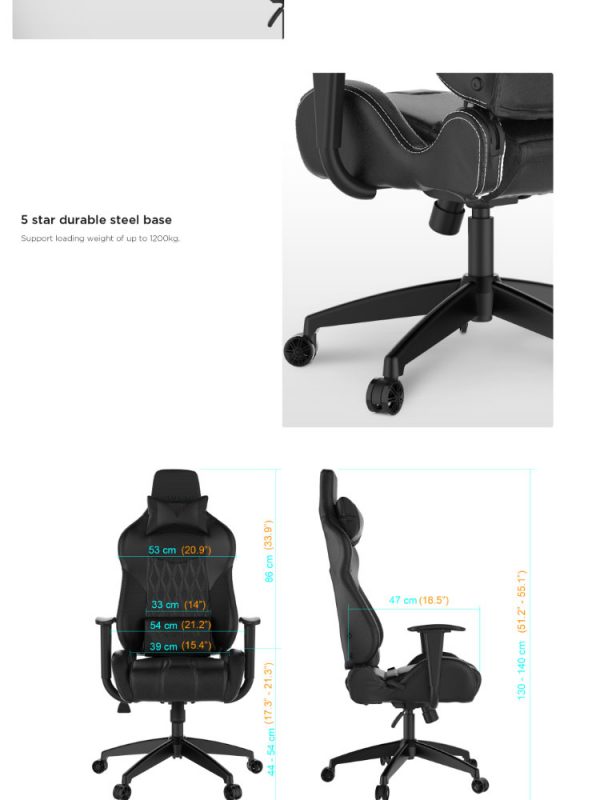 5 star durable steel base
Support loading weight of up to 1200kg.
53 cm (20.9")
86 cm (33.9")
33 cm (14")
54 cm (21.2")
39 cm (15.4")
44 - 54 cm (17.3" - 21.3")
47 cm (18.5")
130 - 140 cm (51.2" - 55.1")